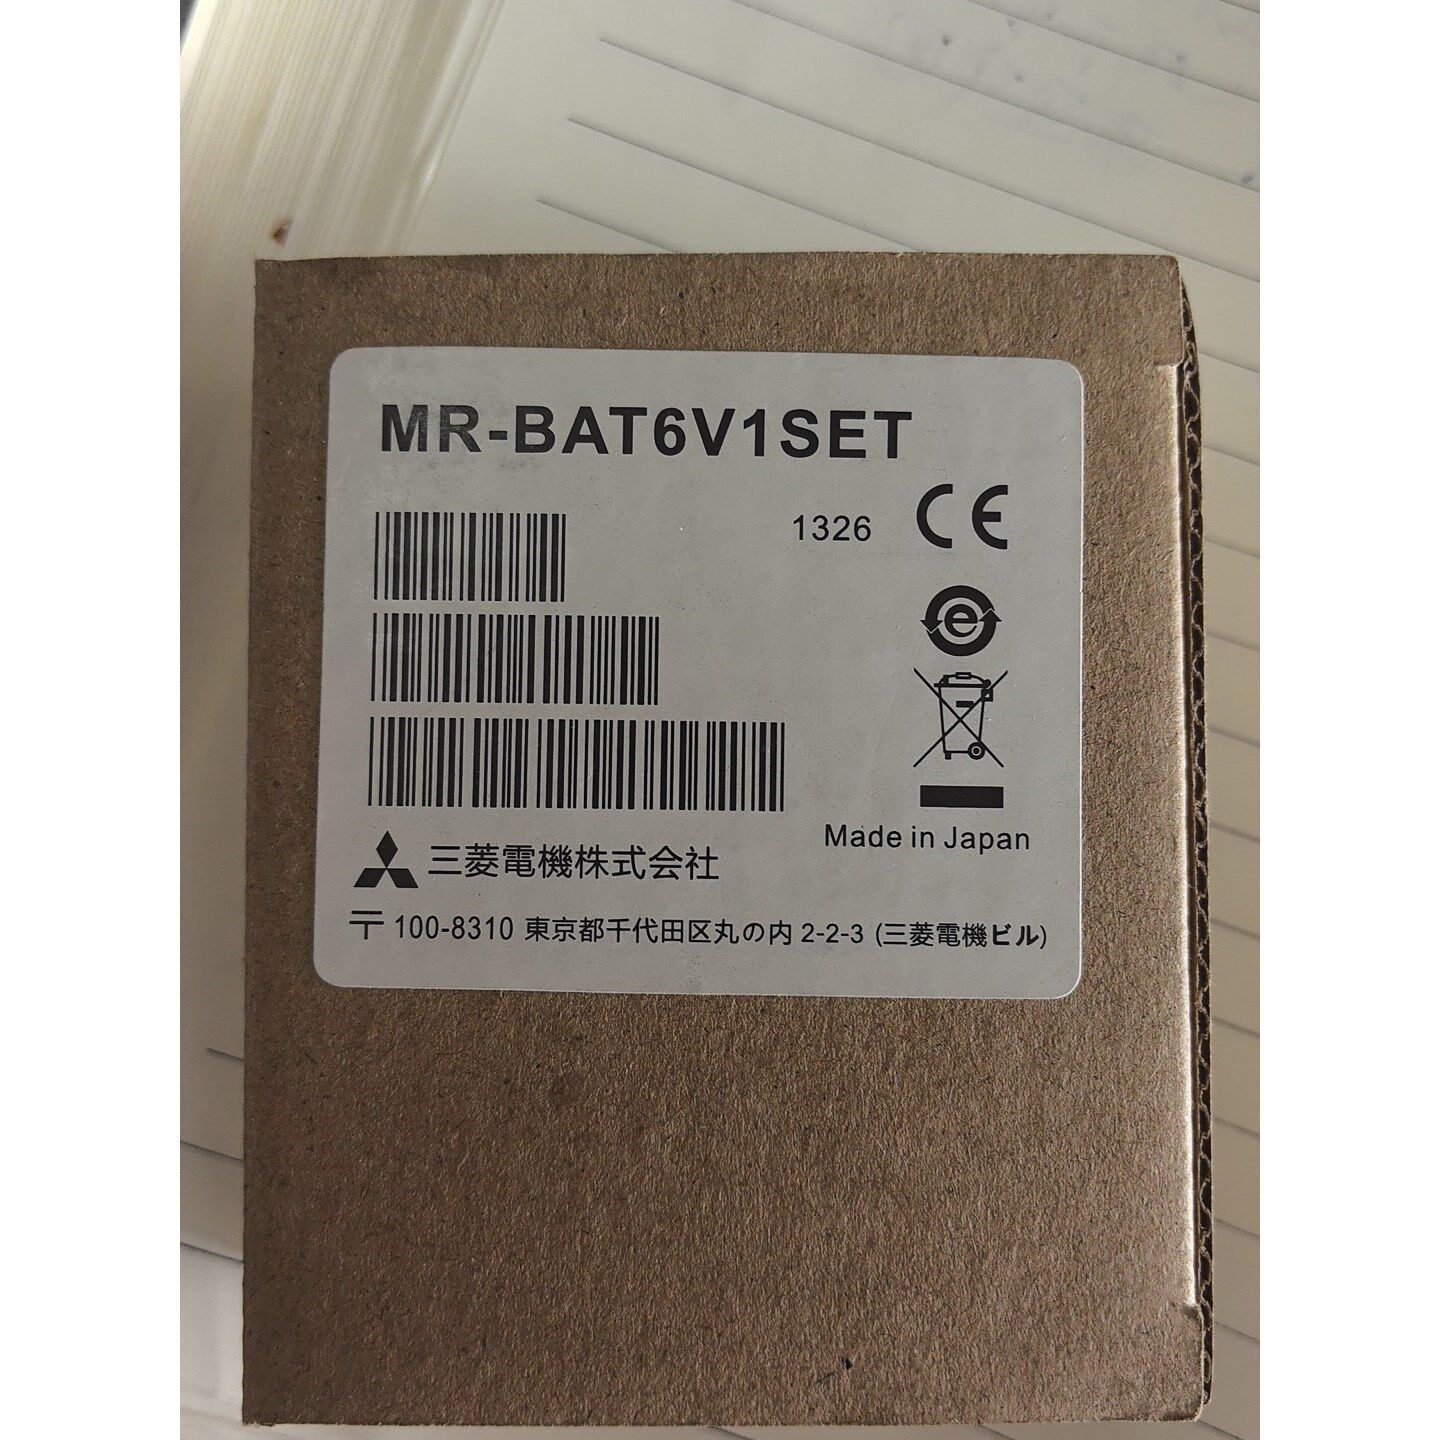 MR-BAT6V1SET
1326 CE
Made in Japan
三菱電機株式会社
〒100-8310 東京都千代田区丸の内 2-2-3 (三菱電機ビル)